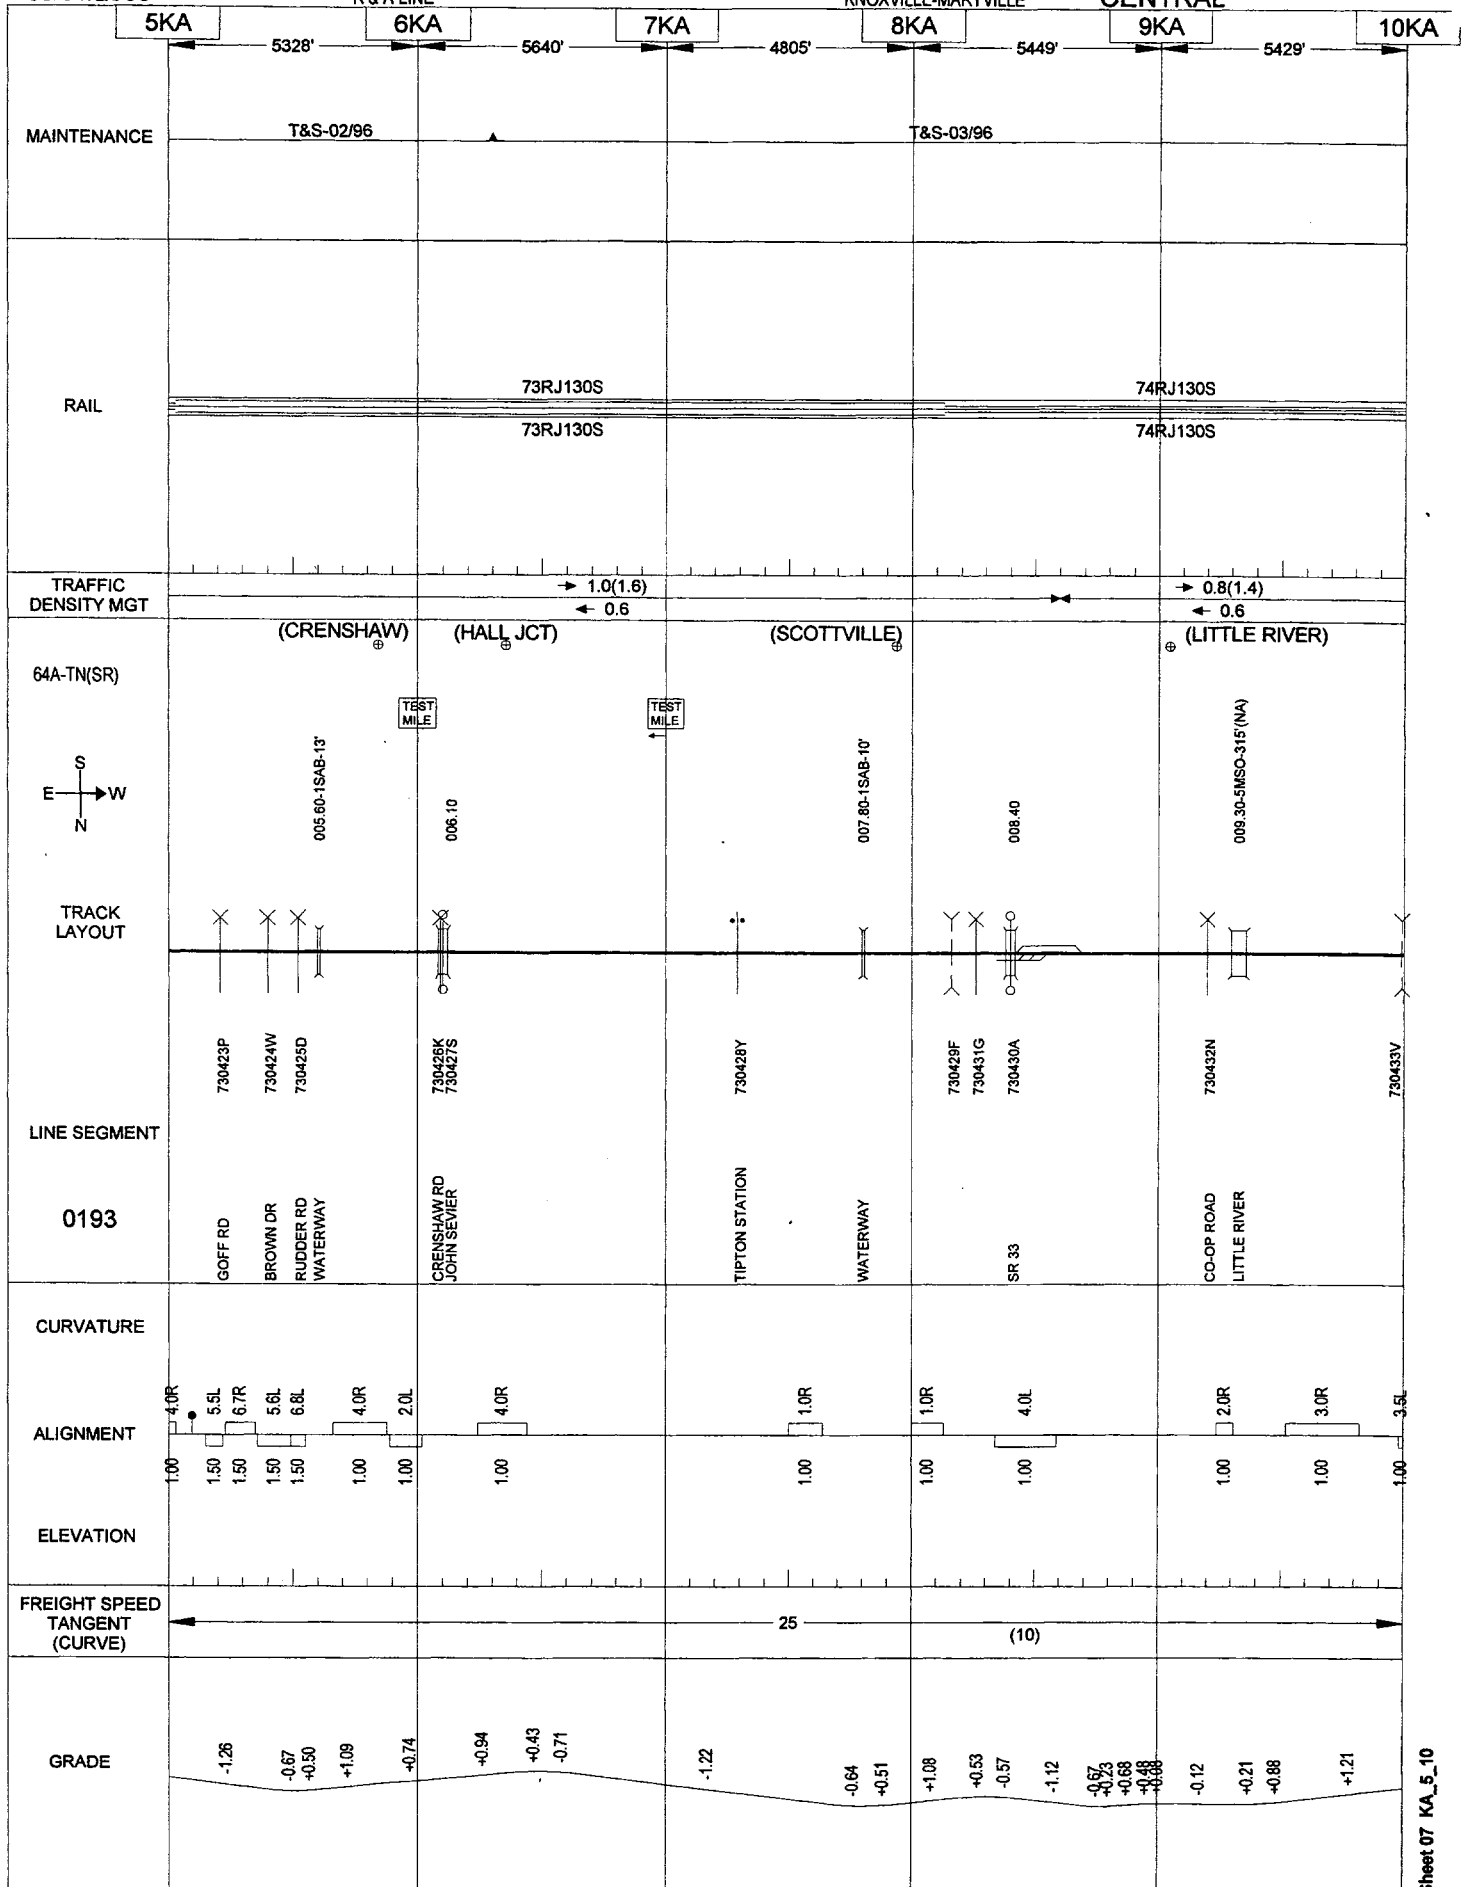 K & A LINE
KNOXVILLE-MARYVILLE
CENTRAL
5KA 6KA 7KA 8KA 9KA 10KA
5328' 5640' 4805' 5449' 5429'
MAINTENANCE
T&S-02/96
T&S-03/96
RAIL
73RJ130S
74RJ130S
73RJ130S
74RJ130S
TRAFFIC
DENSITY MGT
1.0(1.6)
0.6
0.8(1.4)
0.6
(CRENSHAW)
(HALL JCT)
(SCOTTVILLE)
(LITTLE RIVER)
64A-TN(SR)
TEST
MILE
TEST
MILE
S
E W
N
005.60-1SAB-13'
006.10
007.80-1SAB-10'
008.40
009.30-5MSO-315'(NA)
TRACK
LAYOUT
730423P
730424W
730425D
730426K
730427S
730428Y
730429F
730431G
730430A
730432N
730433V
LINE SEGMENT
0193
GOFF RD
BROWN DR
RUDDER RD
WATERWAY
CRENSHAW RD
JOHN SEVIER
TIPTON STATION
WATERWAY
SR 33
CO-OP ROAD
LITTLE RIVER
CURVATURE
4.0R
5.5L
6.7R
5.6L
6.8L
4.0R
2.0L
4.0R
1.0R
1.0R
4.0L
2.0R
3.0R
3.5L
ALIGNMENT
1.00
1.50
1.50
1.50
1.50
1.00
1.00
1.00
1.00
1.00
1.00
1.00
1.00
1.00
ELEVATION
FREIGHT SPEED
TANGENT
(CURVE)
25
(10)
GRADE
-1.26
-0.67
+0.50
+1.09
+0.74
+0.94
+0.43
-0.71
-1.22
-0.64
+0.51
+1.08
+0.53
-0.57
-1.12
-0.67
+0.23
+0.68
+0.48
-0.12
+0.21
+0.88
+1.21
Sheet 07 KA_5_10